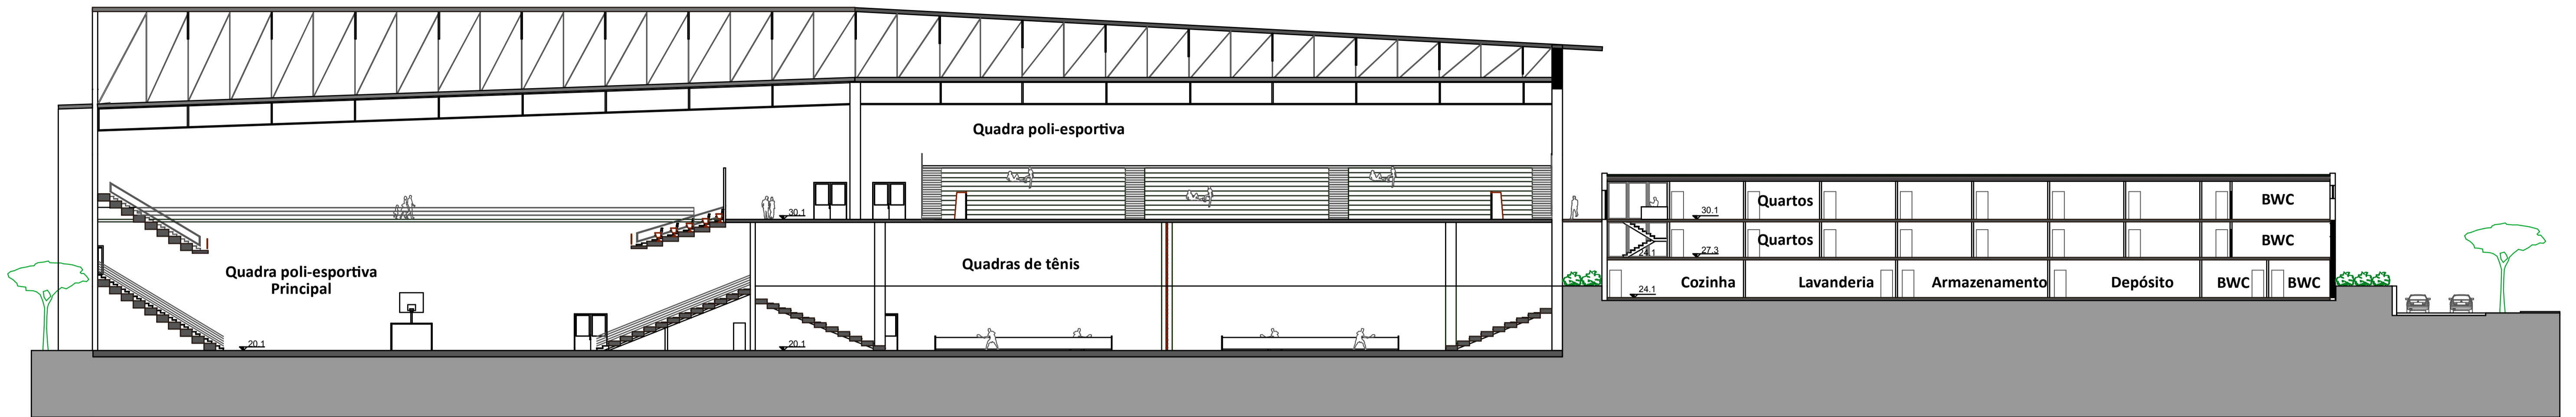 Quadra poli-esportiva
30.1
Quadra poli-esportiva
Principal
Quadras de tênis
20.1
20.1
30.1
Quartos
BWC
24.1
27.3
Quartos
BWC
24.1
Cozinha
Lavanderia
Armazenamento
Depósito
BWC
BWC